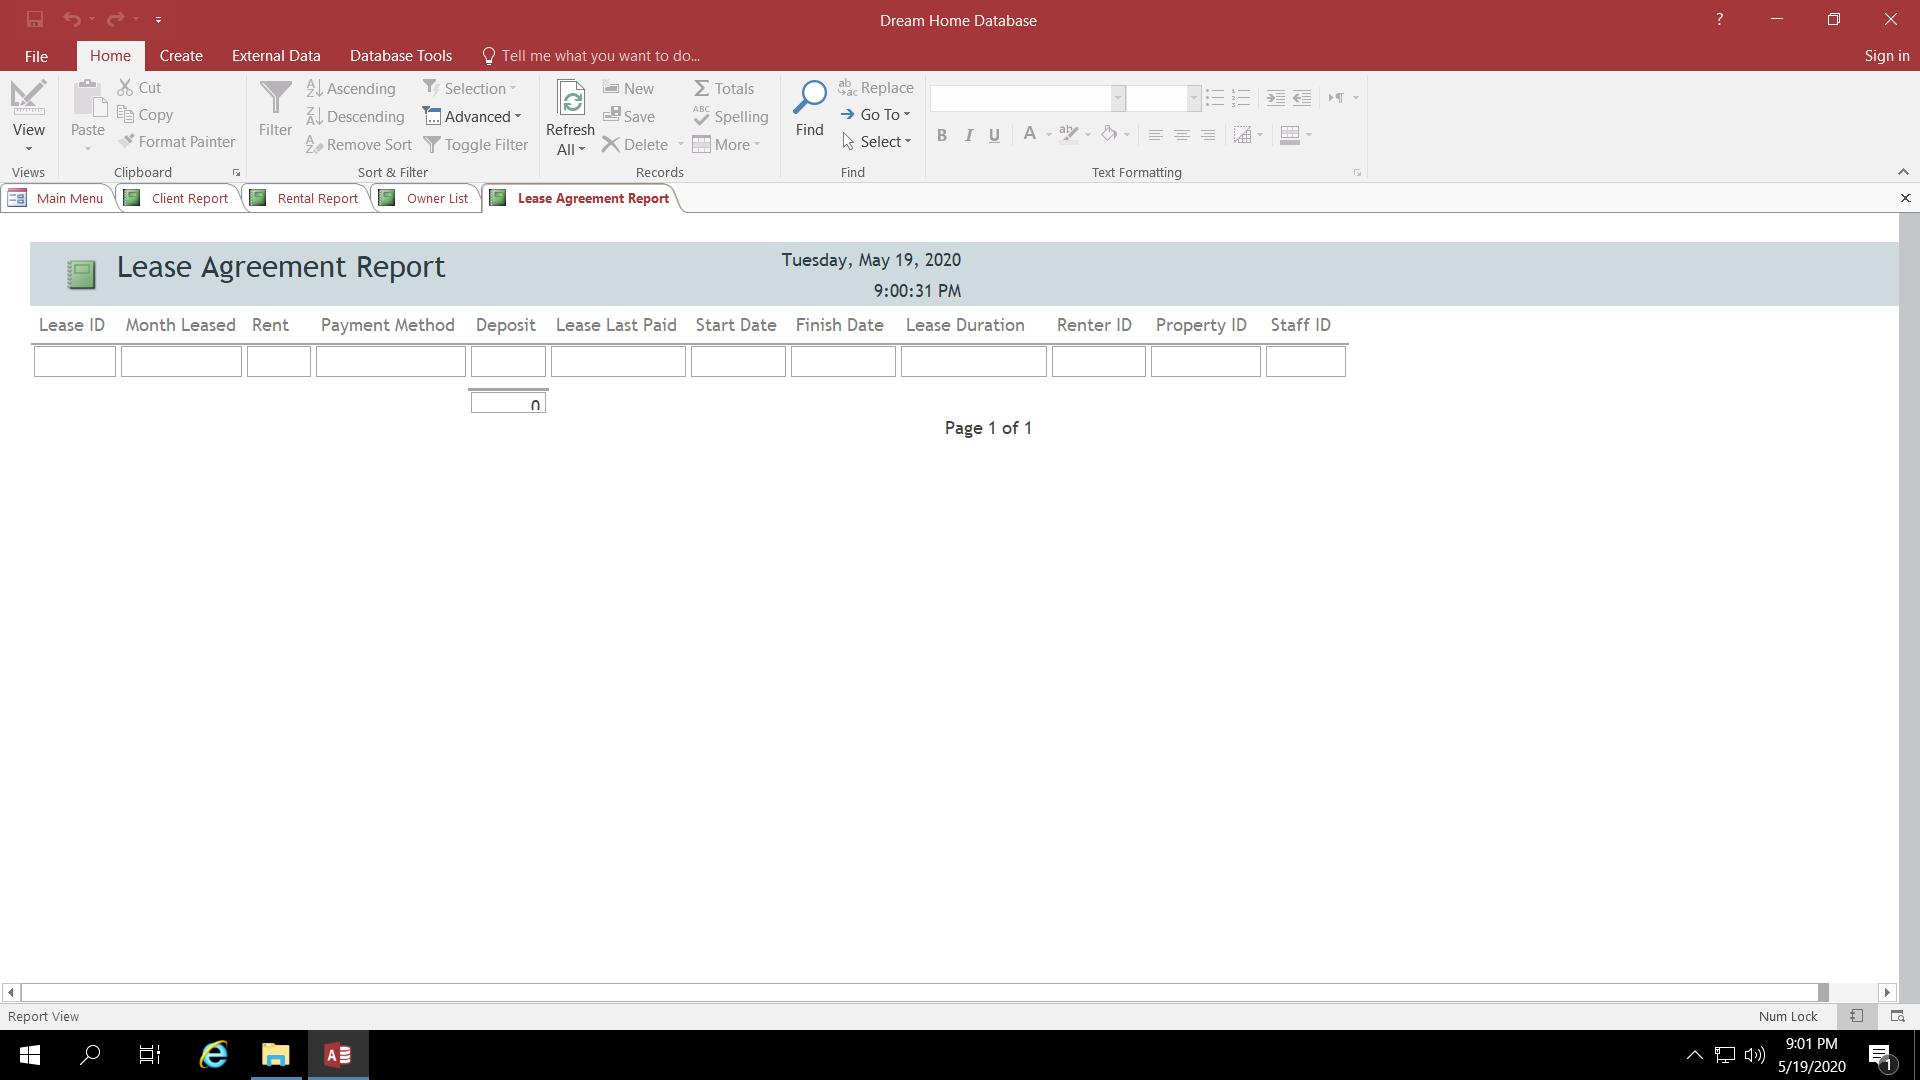 Dream Home Database
?
File Home Create External Data Database Tools Tell me what you want to do... Sign in
View
Views
Paste
Cut
Copy
Format Painter
Clipboard
Filter
Ascending
Descending
Remove Sort
Selection
Advanced
Toggle Filter
Sort & Filter
Refresh
All
New
Save
Delete
Totals
Spelling
More
Records
Find
Replace
Go To
Select
Find
B I U A
Text Formatting
Main Menu Client Report Rental Report Owner List Lease Agreement Report
Lease Agreement Report
Tuesday, May 19, 2020
9:00:31 PM
Lease ID Month Leased Rent Payment Method Deposit Lease Last Paid Start Date Finish Date Lease Duration Renter ID Property ID Staff ID
0
Page 1 of 1
Report View
Num Lock
9:01 PM
5/19/2020
1